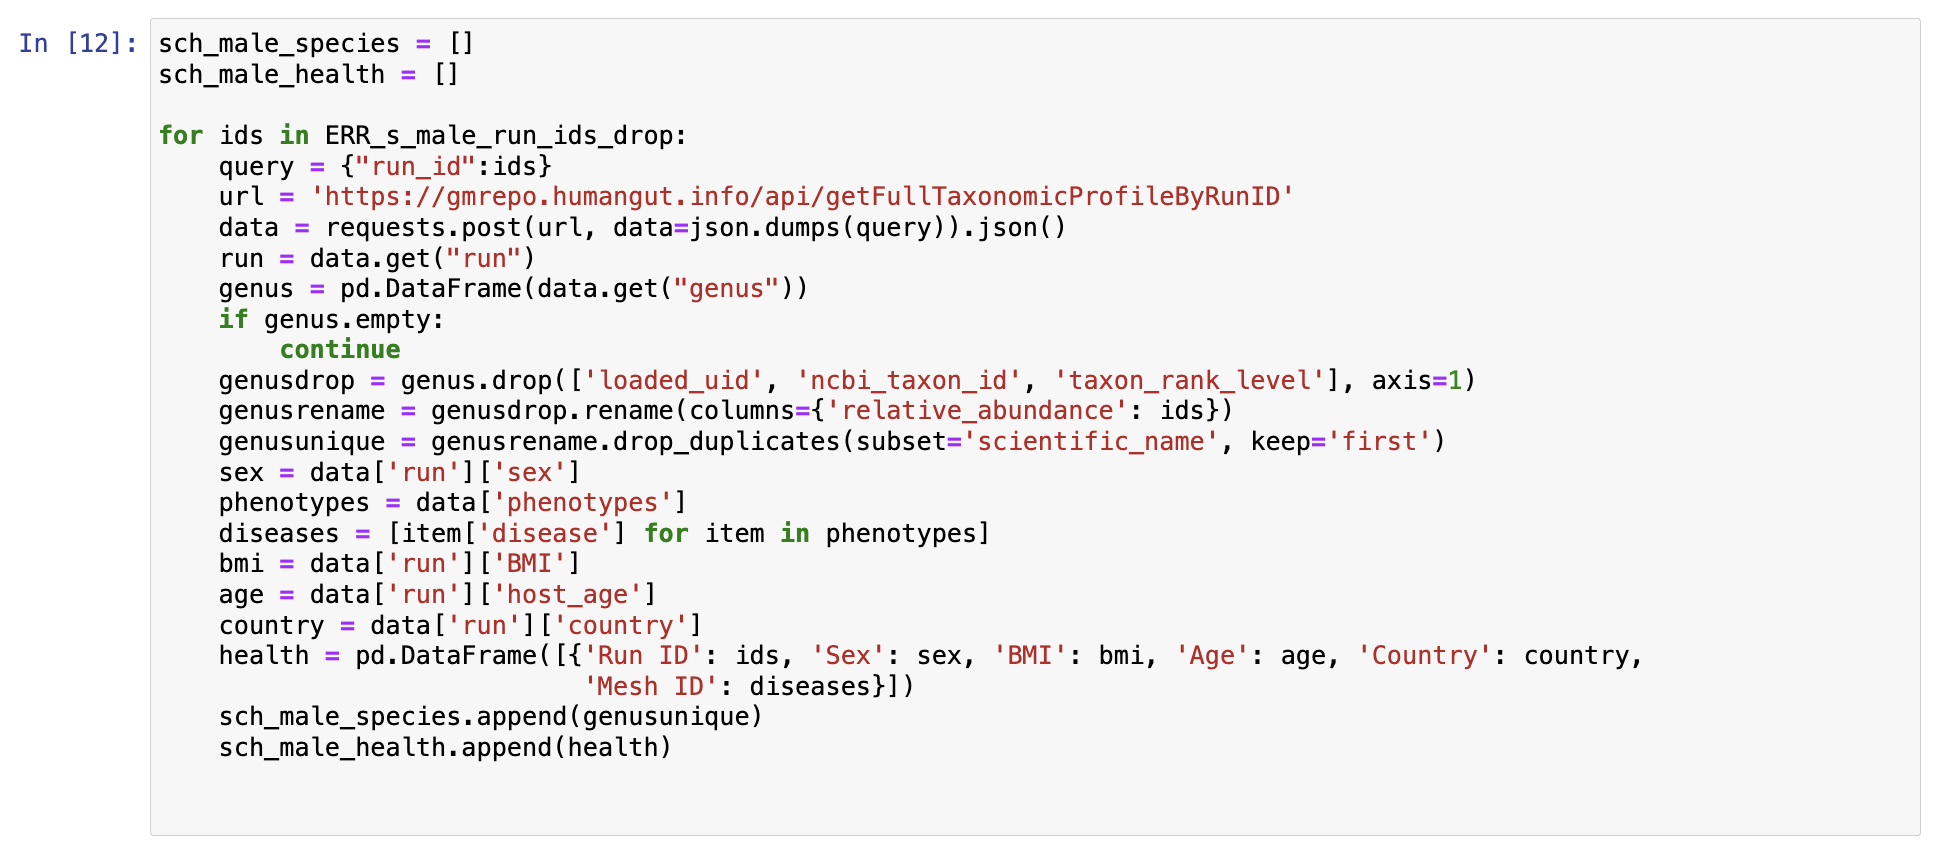 In [12]: sch_male_species = []
sch_male_health = []
for ids in ERR_s_male_run_ids_drop:
    query = {"run_id":ids}
    url = 'https://gmrepo.humangut.info/api/getFullTaxonomicProfileByRunID'
    data = requests.post(url, data=json.dumps(query)).json()
    run = data.get("run")
    genus = pd.DataFrame(data.get("genus"))
    if genus.empty:
        continue
    genusdrop = genus.drop(['loaded_uid', 'ncbi_taxon_id', 'taxon_rank_level'], axis=1)
    genusrename = genusdrop.rename(columns={'relative_abundance': ids})
    genusunique = genusrename.drop_duplicates(subset='scientific_name', keep='first')
    sex = data['run']['sex']
    phenotypes = data['phenotypes']
    diseases = [item['disease'] for item in phenotypes]
    bmi = data['run']['BMI']
    age = data['run']['host_age']
    country = data['run']['country']
    health = pd.DataFrame([{'Run ID': ids, 'Sex': sex, 'BMI': bmi, 'Age': age, 'Country': country,
                            'Mesh ID': diseases}])
    sch_male_species.append(genusunique)
    sch_male_health.append(health)